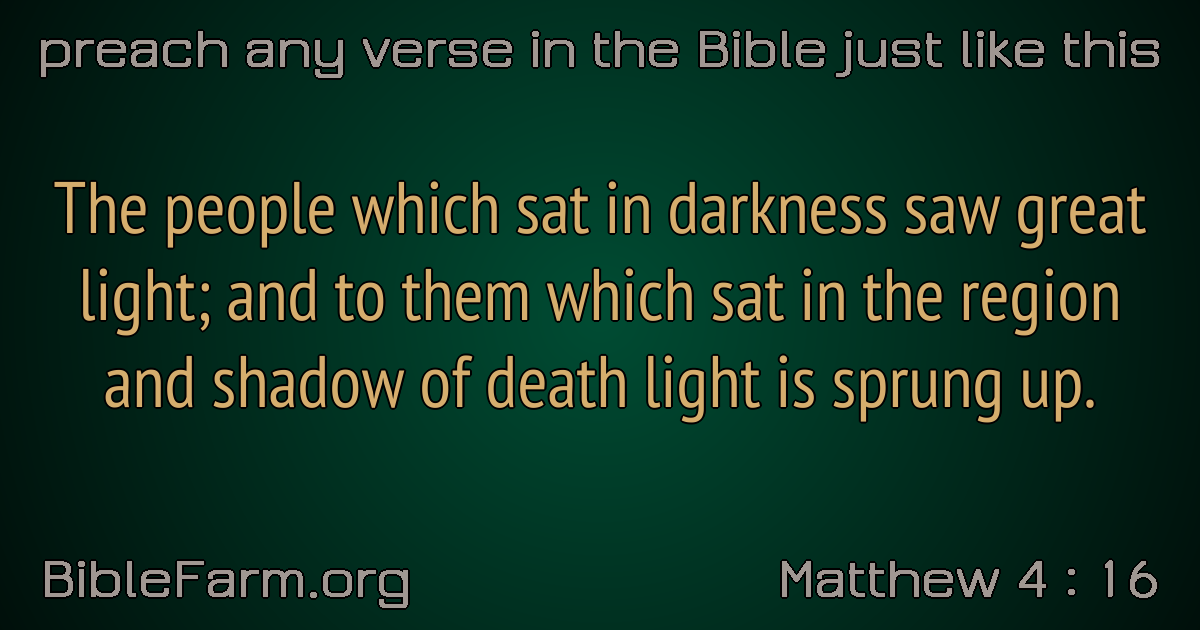 preach any verse in the Bible just like this
The people which sat in darkness saw great
light; and to them which sat in the region
and shadow of death light is sprung up.
BibleFarm.org
Matthew 4 : 16